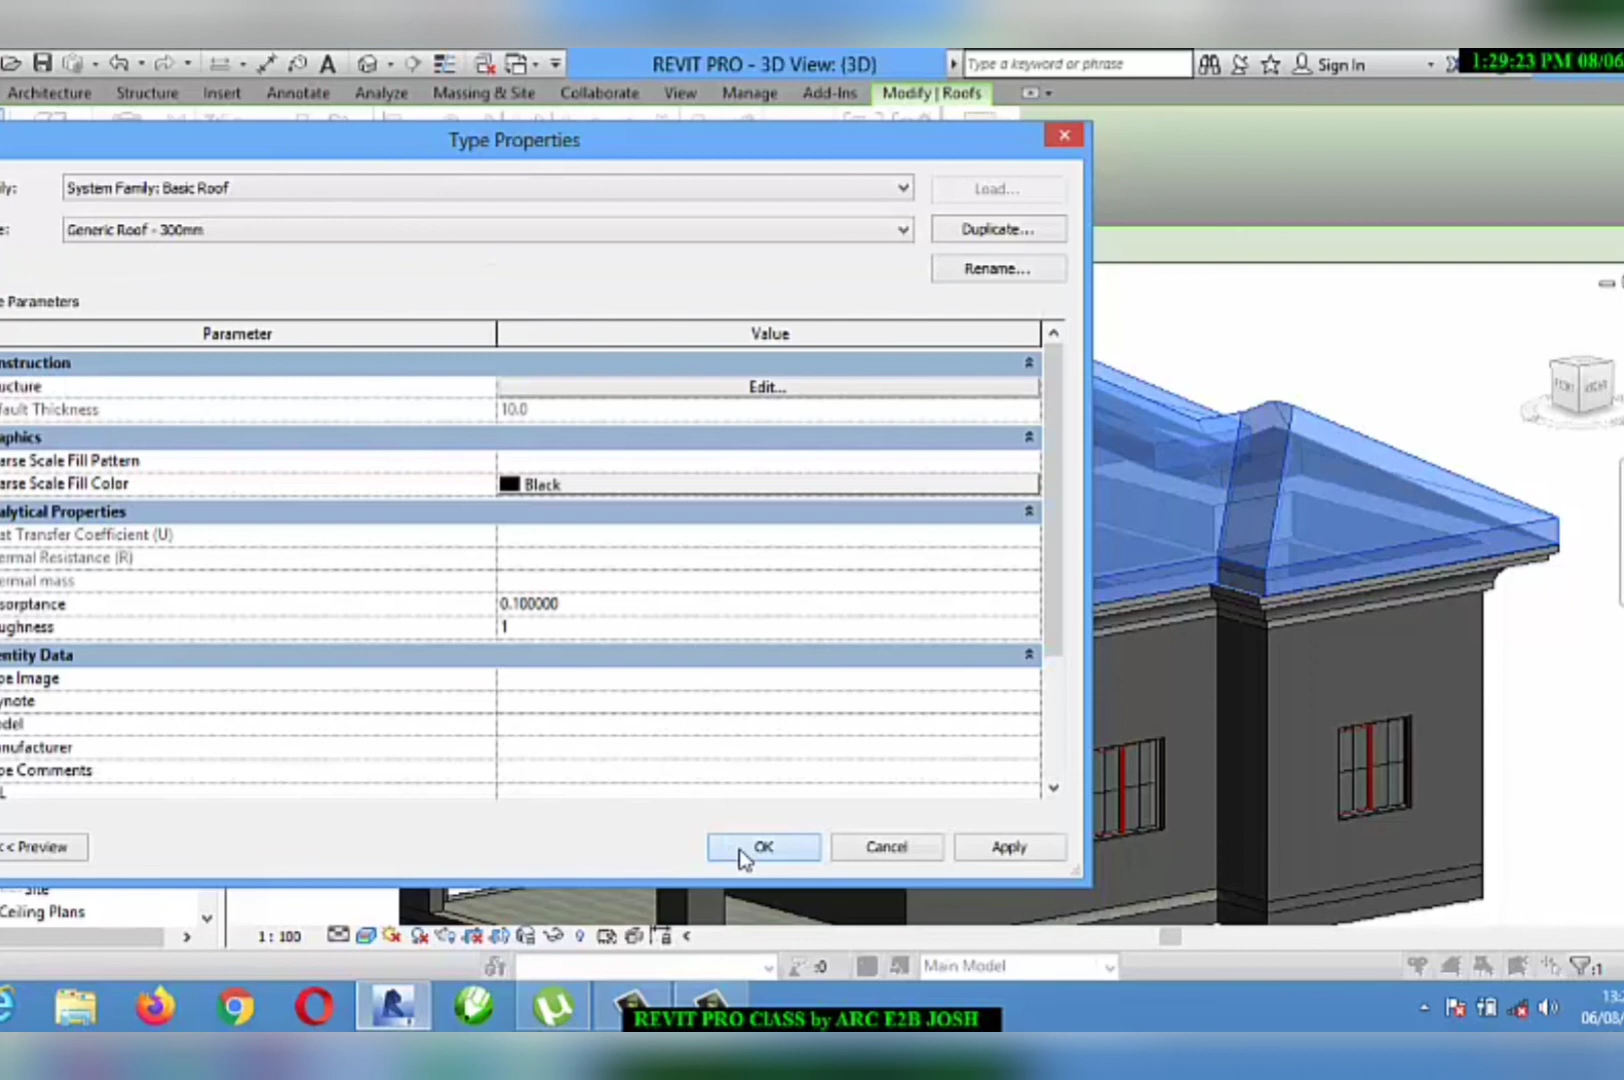 REVIT PRO - 3D View: {3D}
Type a keyword or phrase
Sign In
1:29:23 PM 08/06
Architecture Structure Insert Annotate Analyze Massing & Site Collaborate View Manage Add-Ins Modify | Roofs
Type Properties
ly: System Family: Basic Roof Load...
e: Generic Roof - 300mm Duplicate...
Rename...
e Parameters
Parameter Value
nstruction
ucture Edit...
fault Thickness 10.0
aphics
arse Scale Fill Pattern
arse Scale Fill Color Black
alytical Properties
at Transfer Coefficient (U)
ermal Resistance (R)
ermal mass
sorptance 0.100000
ughness 1
entity Data
pe Image
ynote
odel
nufacturer
pe Comments
L
<< Preview OK Cancel Apply
Site
Ceiling Plans
1 : 100
:0 Main Model :1
13:2
06/08/
REVIT PRO ClASS by ARC E2B JOSH